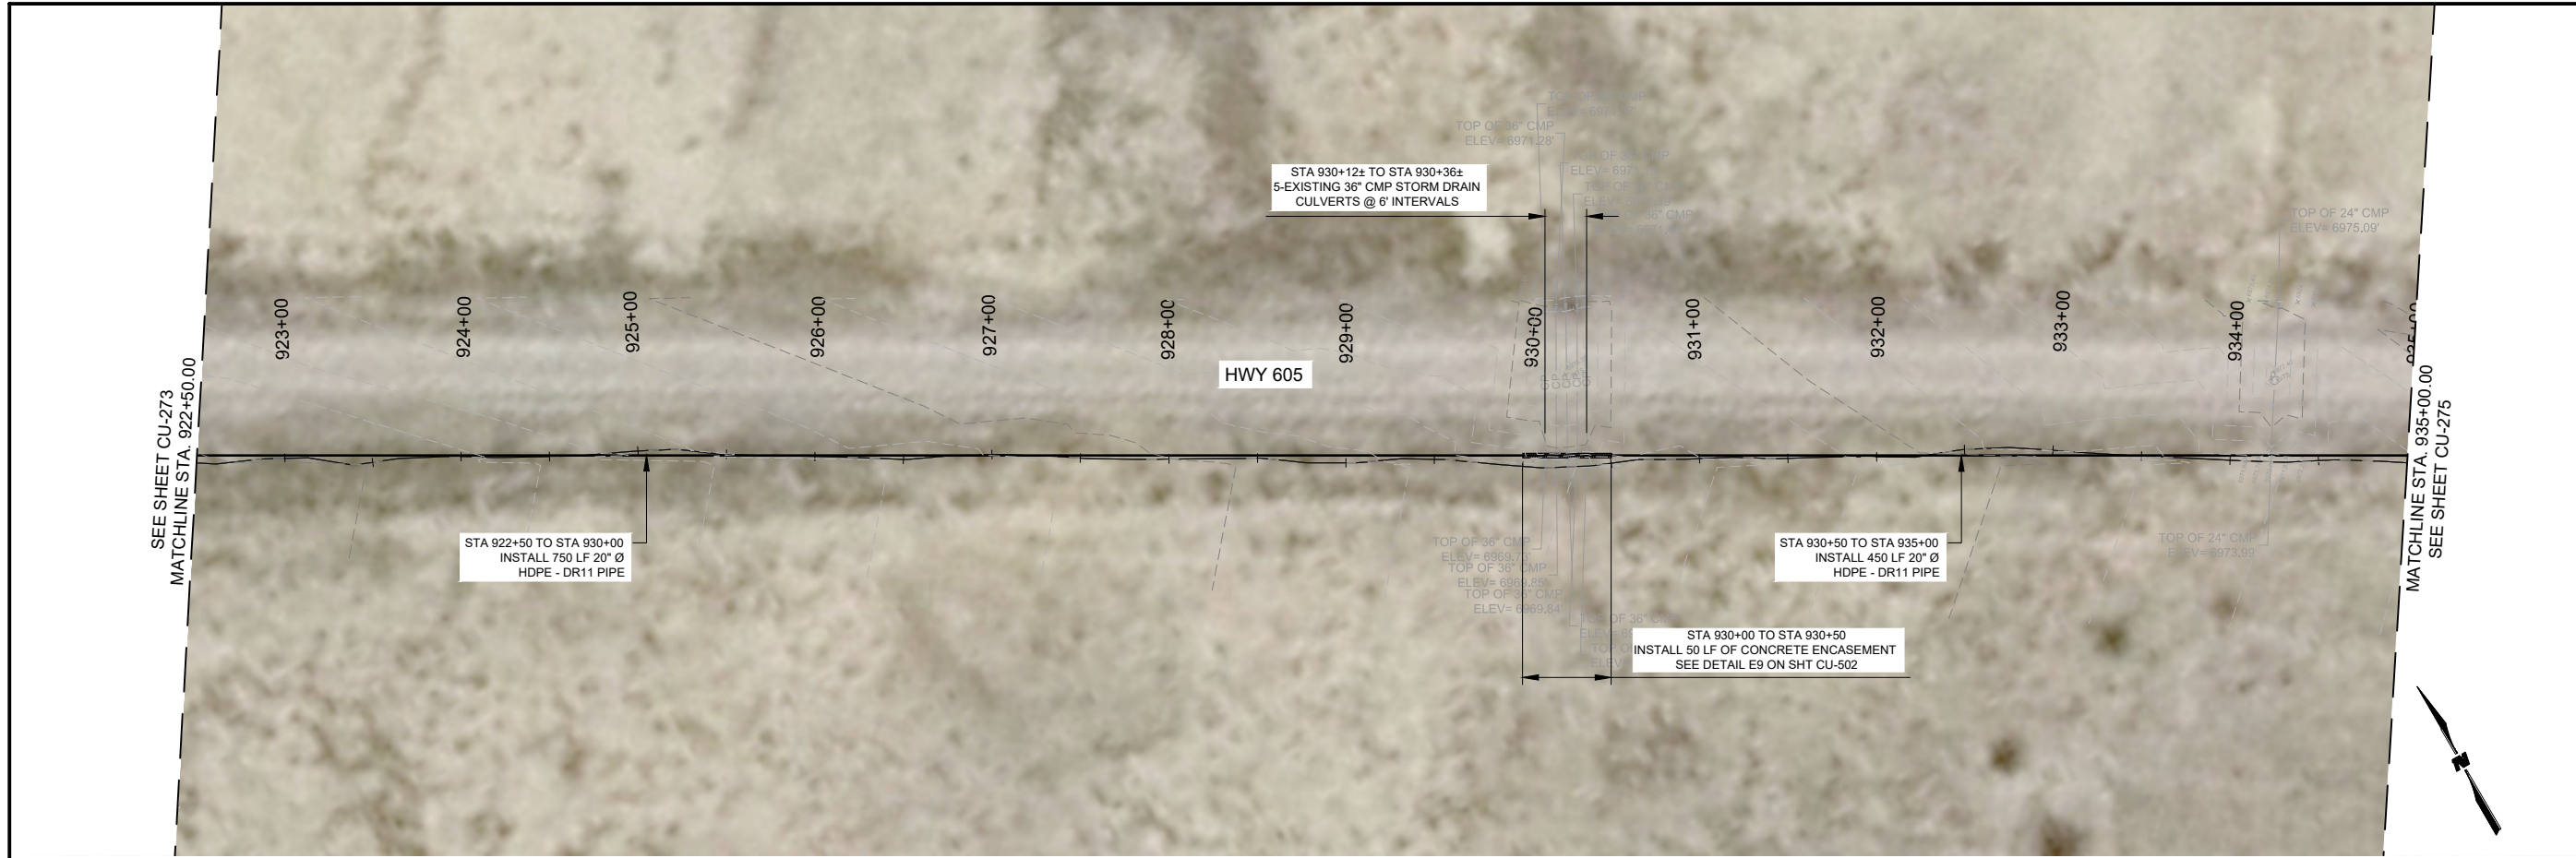 TOP OF 36" CMP
ELEV= 6971.28'
STA 930+12± TO STA 930+36±
5-EXISTING 36" CMP STORM DRAIN
CULVERTS @ 6' INTERVALS
TOP OF 24" CMP
ELEV= 6975.09'
923+00
924+00
925+00
926+00
927+00
928+00
929+00
930+00
931+00
932+00
933+00
934+00
935+00
HWY 605
SEE SHEET CU-273
MATCHLINE STA. 922+50.00
MATCHLINE STA. 935+00.00
SEE SHEET CU-275
STA 922+50 TO STA 930+00
INSTALL 750 LF 20" Ø
HDPE - DR11 PIPE
TOP OF 36" CMP
ELEV= 6969.73'
TOP OF 36" CMP
ELEV= 6969.85'
TOP OF 36" CMP
ELEV= 6969.84'
STA 930+50 TO STA 935+00
INSTALL 450 LF 20" Ø
HDPE - DR11 PIPE
TOP OF 24" CMP
ELEV= 6973.99'
STA 930+00 TO STA 930+50
INSTALL 50 LF OF CONCRETE ENCASEMENT
SEE DETAIL E9 ON SHT CU-502
N